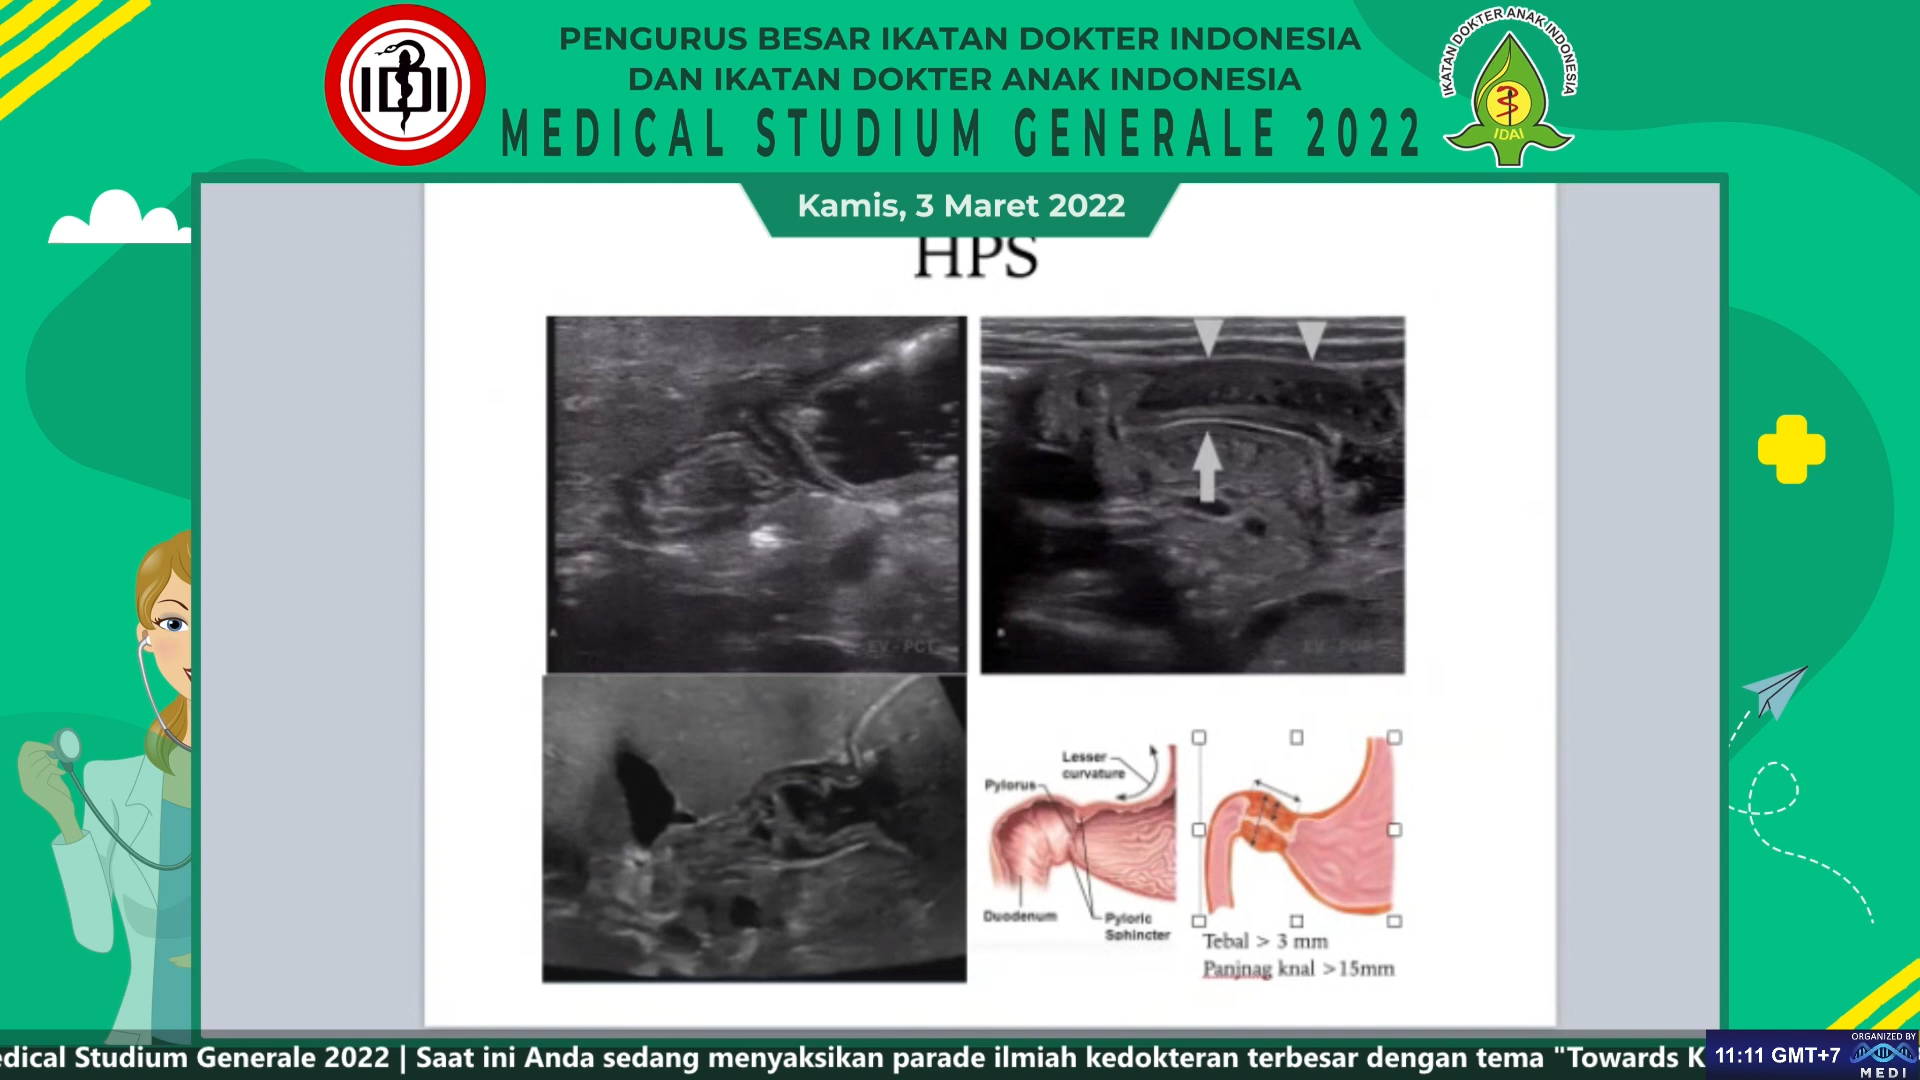 PENGURUS BESAR IKATAN DOKTER INDONESIA
DAN IKATAN DOKTER ANAK INDONESIA
MEDICAL STUDIUM GENERALE 2022
IDI
IKATAN DOKTER ANAK INDONESIA
IDAI
Kamis, 3 Maret 2022
HPS
EV - PCT
Lesser
curvature
Pylorus
Duodenum
Pyloric
Sphincter
Tebal > 3 mm
Panjnag knal >15mm
edical Studium Generale 2022 | Saat ini Anda sedang menyaksikan parade ilmiah kedokteran terbesar dengan tema "Towards K
11:11 GMT+7
ORGANIZED BY
MEDI